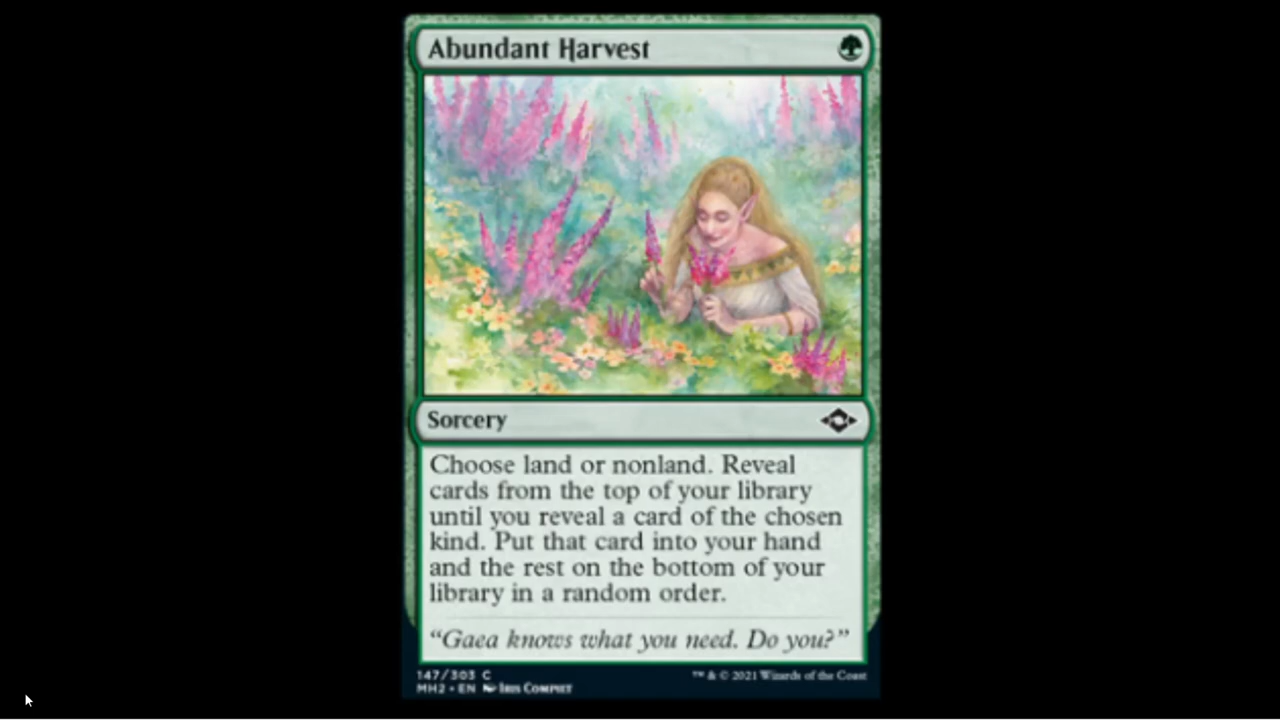 Abundant Harvest
Sorcery
Choose land or nonland. Reveal
cards from the top of your library
until you reveal a card of the chosen
kind. Put that card into your hand
and the rest on the bottom of your
library in a random order.
“Gaea knows what you need. Do you?”
147/303 C
™ & © 2021 Wizards of the Coast
MH2 • EN Iris Compiet